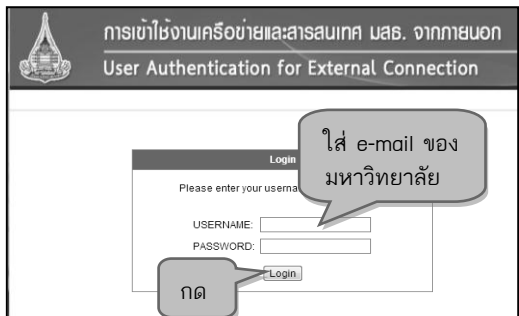 การเข้าใช้งานเครือข่ายและสารสนเทศ มสธ. จากภายนอก
User Authentication for External Connection
Login
ใส่ e-mail ของ
มหาวิทยาลัย
Please enter your
USERNAME:
PASSWORD:
Login
กด